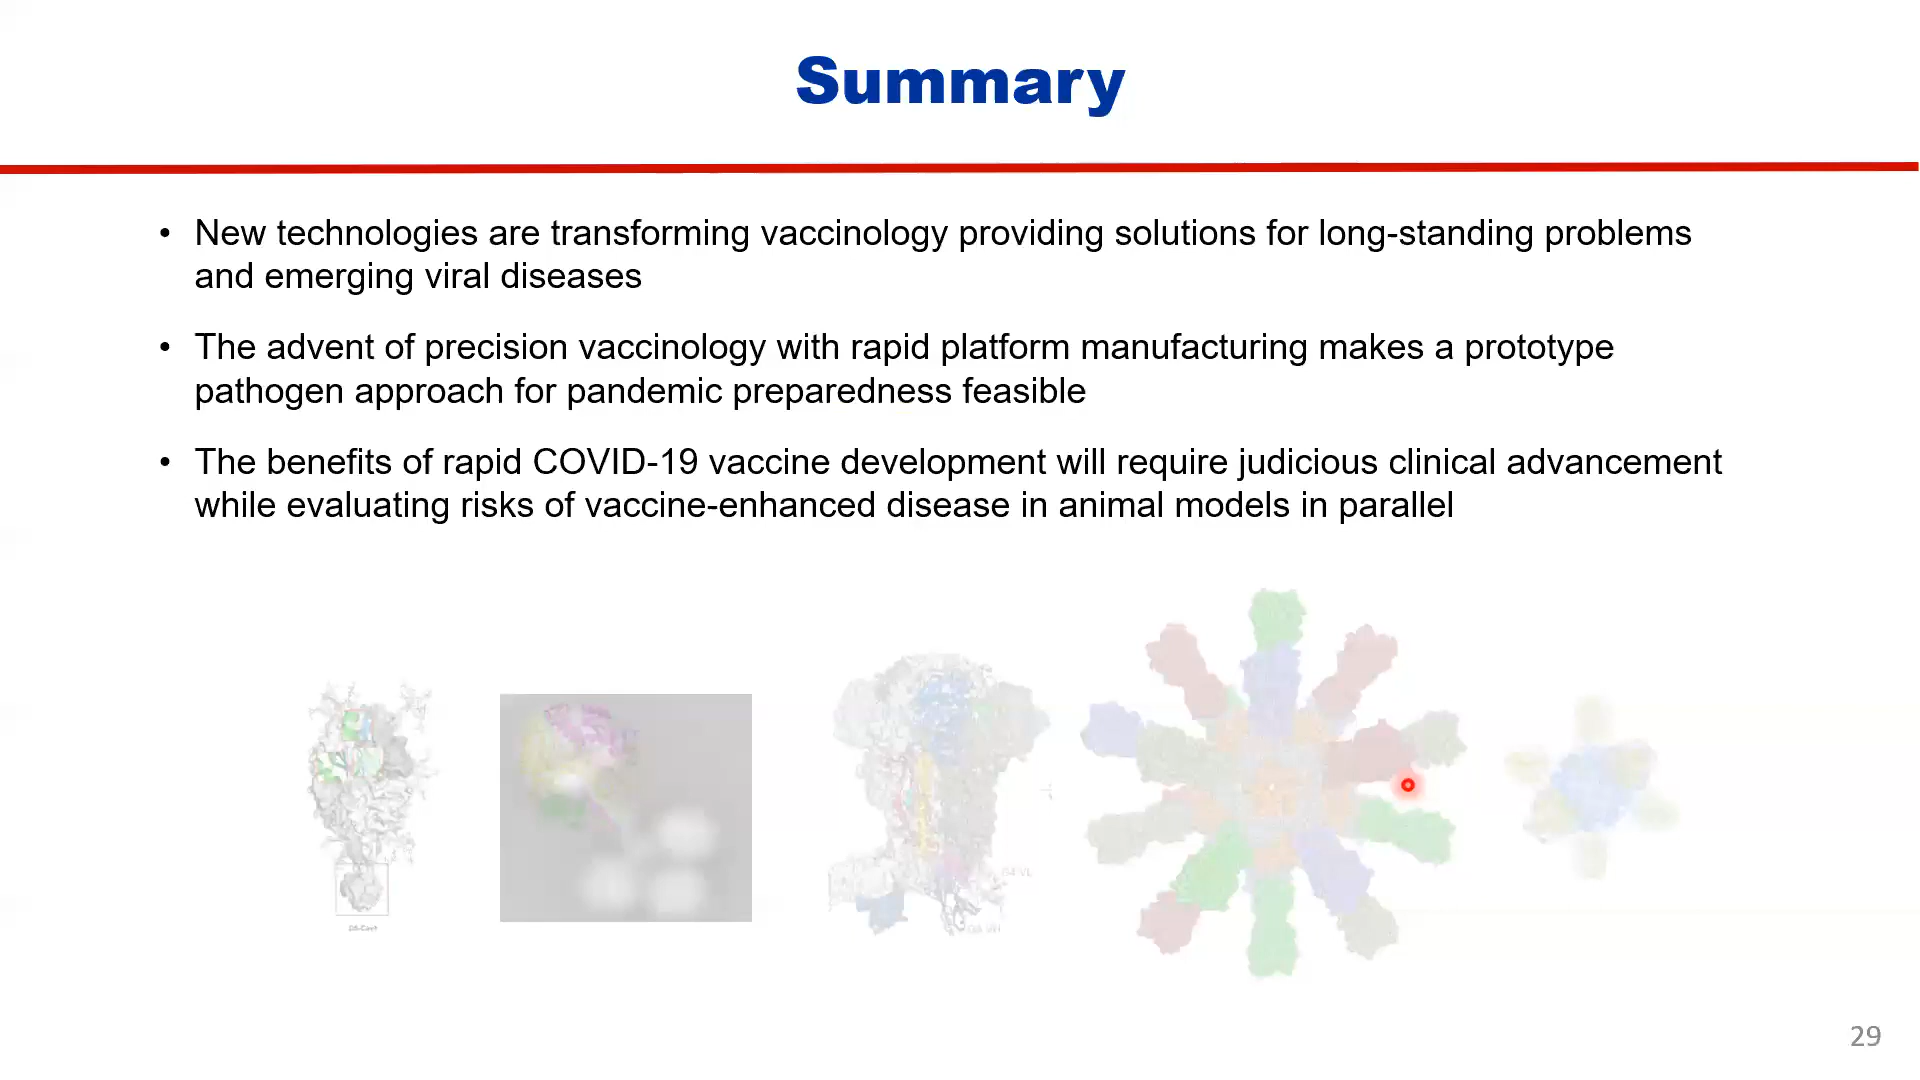 Summary
• New technologies are transforming vaccinology providing solutions for long-standing problems
and emerging viral diseases
• The advent of precision vaccinology with rapid platform manufacturing makes a prototype
pathogen approach for pandemic preparedness feasible
• The benefits of rapid COVID-19 vaccine development will require judicious clinical advancement
while evaluating risks of vaccine-enhanced disease in animal models in parallel
DS-Cav1
29